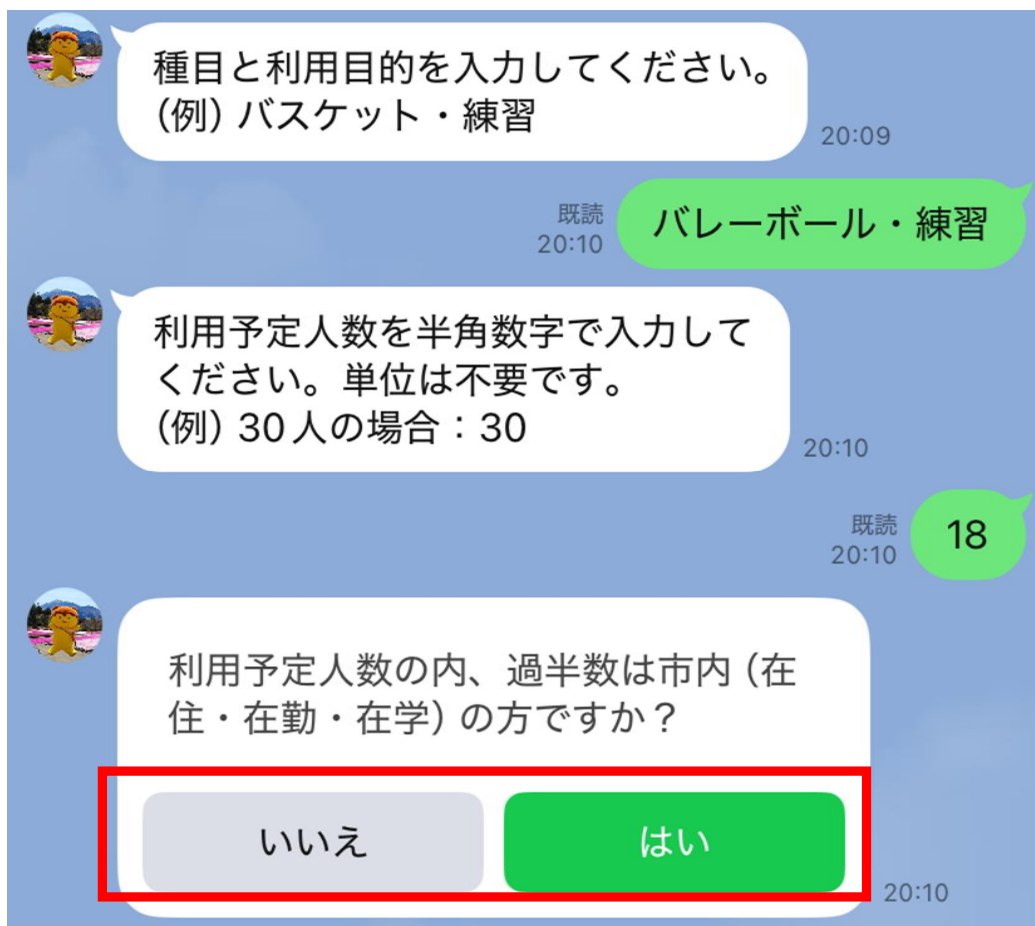 種目と利用目的を入力してください。
(例) バスケット・練習
20:09
既読
20:10
バレーボール・練習
利用予定人数を半角数字で入力して
ください。単位は不要です。
(例) 30人の場合：30
20:10
既読
20:10
18
利用予定人数の内、過半数は市内 (在
住・在勤・在学) の方ですか？
いいえ
はい
20:10